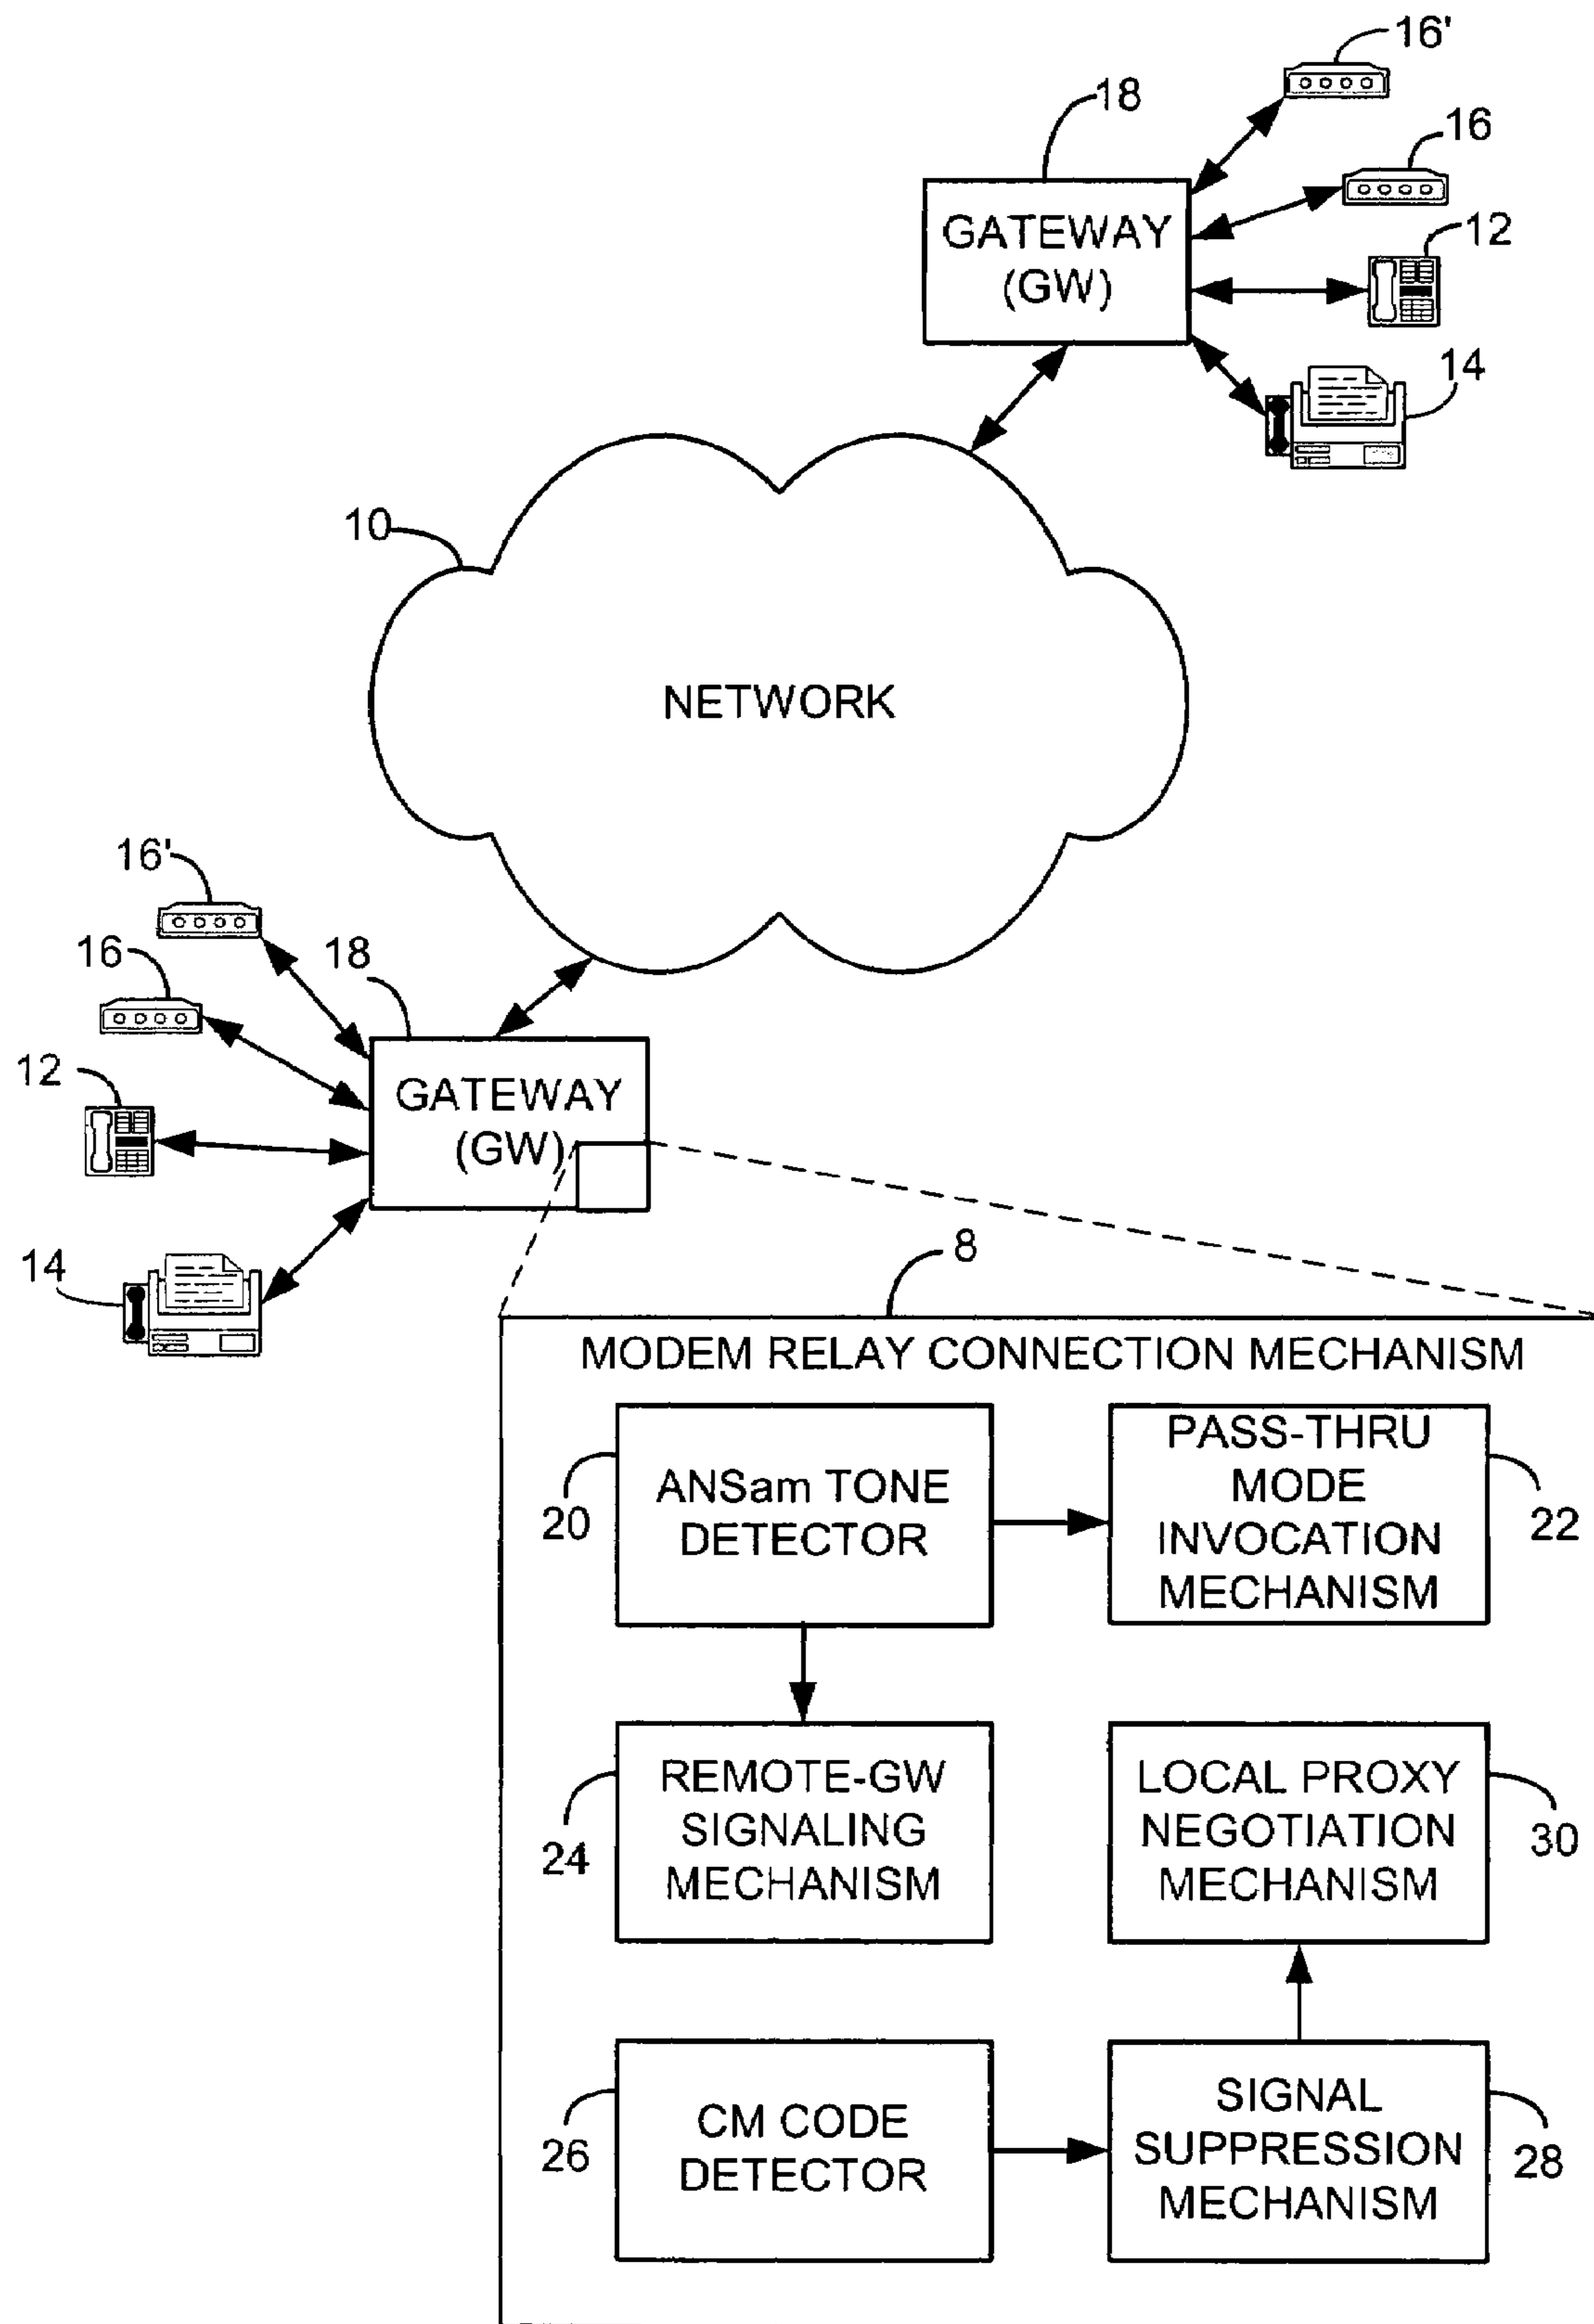 16'
18
16
GATEWAY
(GW)
12
14
10
NETWORK
16'
16
18
12
GATEWAY
(GW)
14
8
MODEM RELAY CONNECTION MECHANISM
ANSam TONE
DETECTOR
20
PASS-THRU
MODE
INVOCATION
MECHANISM
22
REMOTE-GW
SIGNALING
MECHANISM
24
LOCAL PROXY
NEGOTIATION
MECHANISM
30
CM CODE
DETECTOR
26
SIGNAL
SUPPRESSION
MECHANISM
28